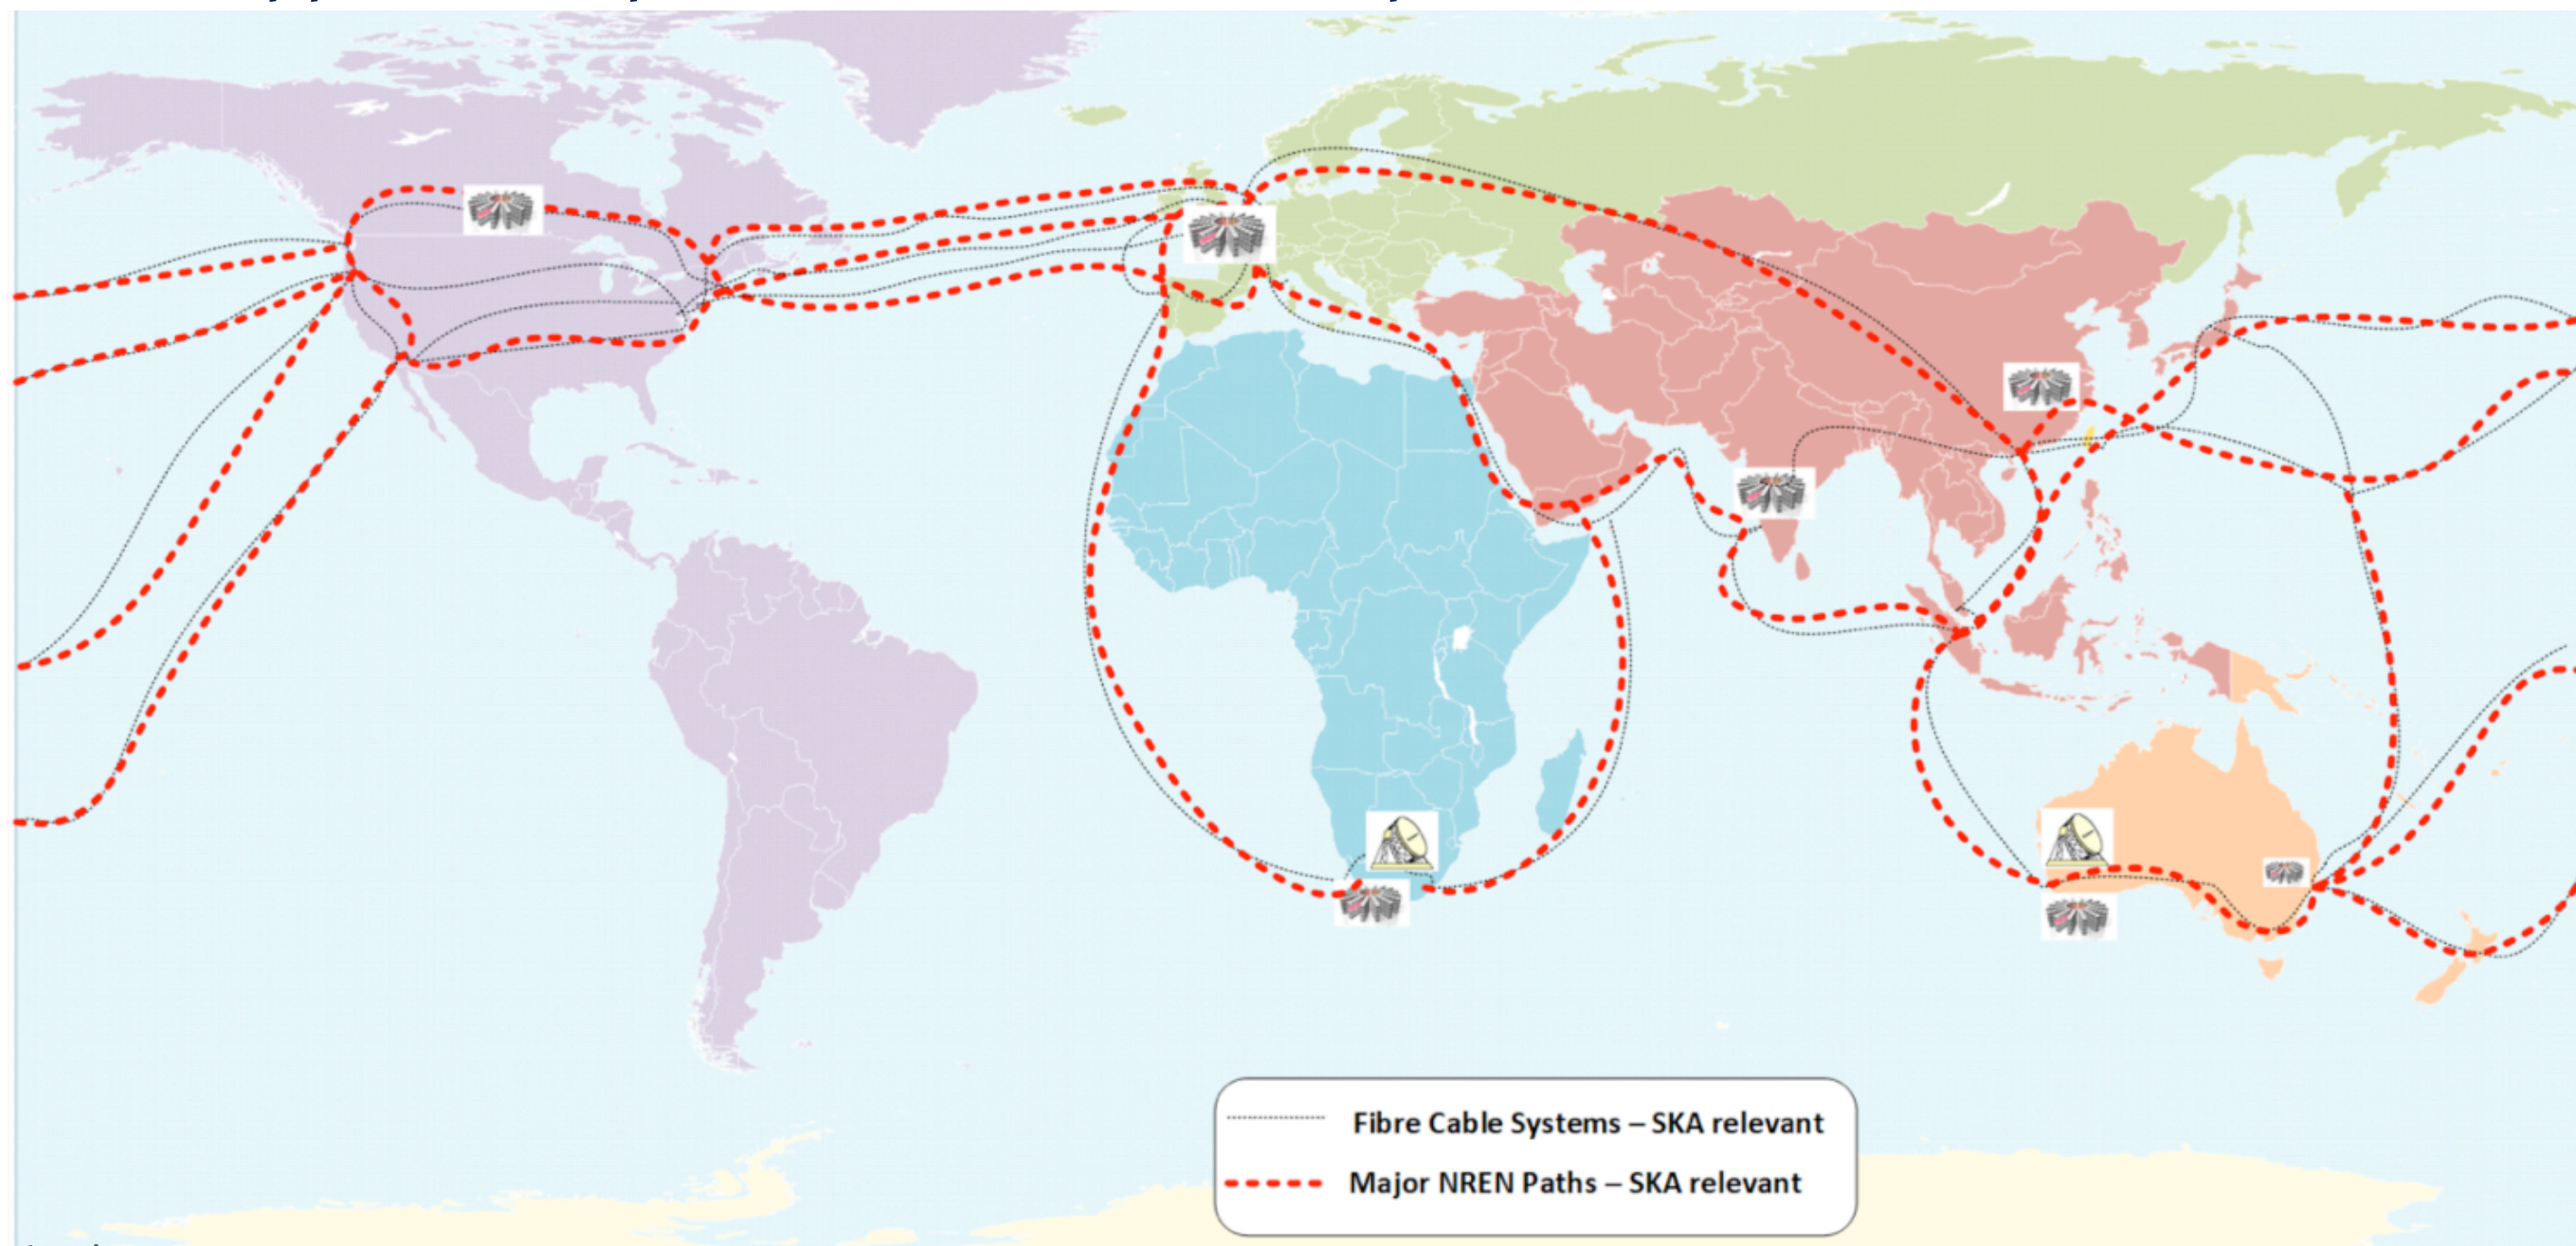 Fibre Cable Systems – SKA relevant
Major NREN Paths – SKA relevant